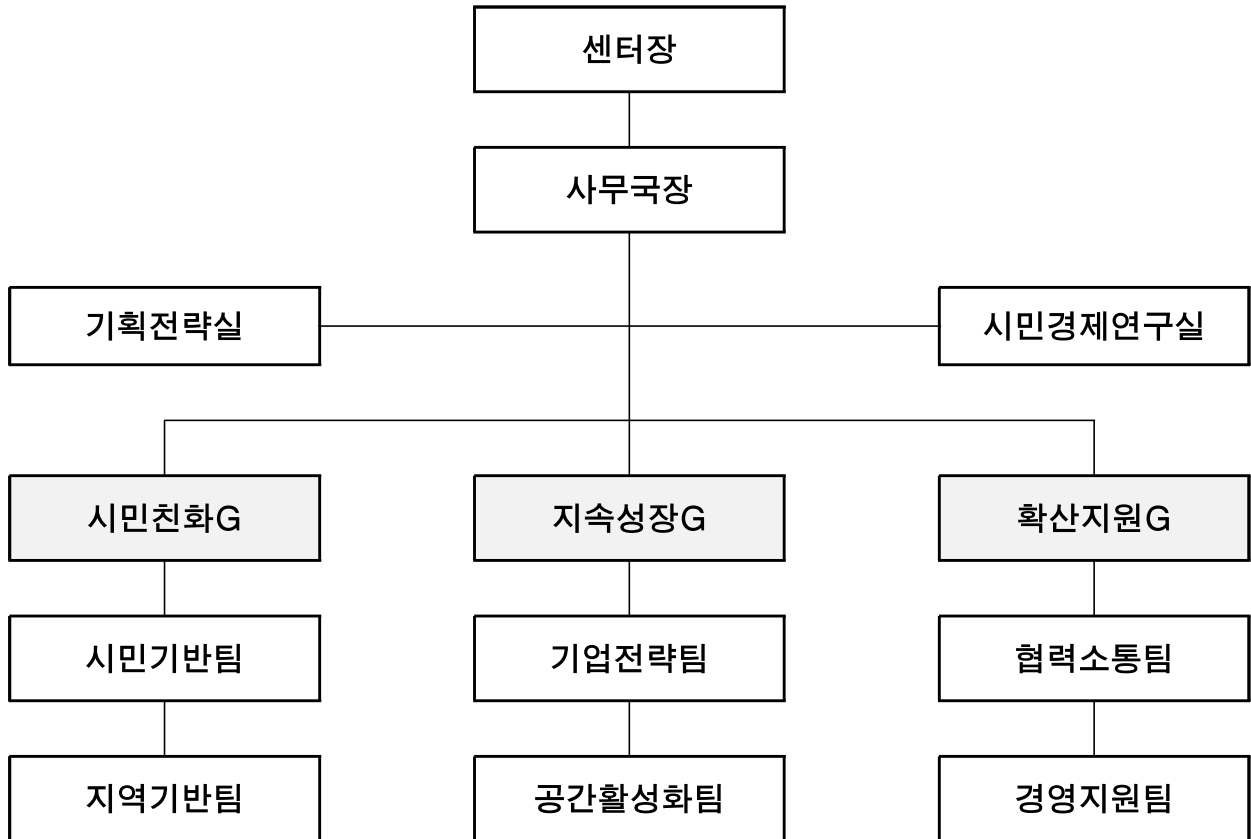 센터장
사무국장
기획전략실
시민경제연구실
시민친화G
지속성장G
확산지원G
시민기반팀
기업전략팀
협력소통팀
지역기반팀
공간활성화팀
경영지원팀